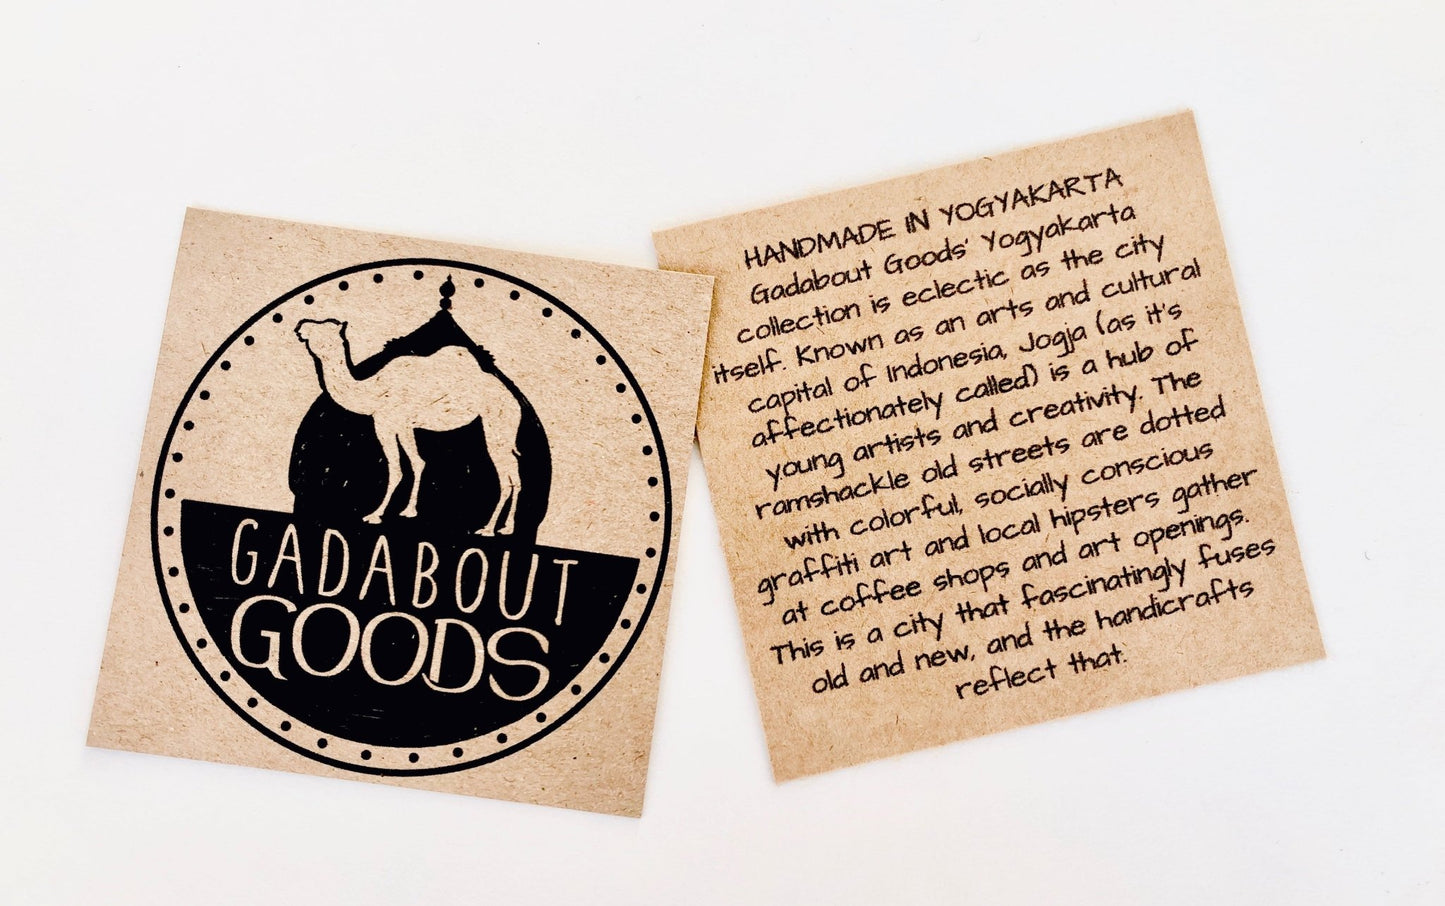 GADABOUT
GOODS
HANDMADE IN YOGYAKARTA
Gadabout Goods' Yogyakarta
collection is eclectic as the city
itself. Known as an arts and cultural
capital of Indonesia, Jogja (as it's
affectionately called) is a hub of
young artists and creativity. The
ramshackle old streets are dotted
with colorful, socially conscious
graffiti art and local hipsters gather
at coffee shops and art openings.
This is a city that fascinatingly fuses
old and new, and the handicrafts
reflect that.